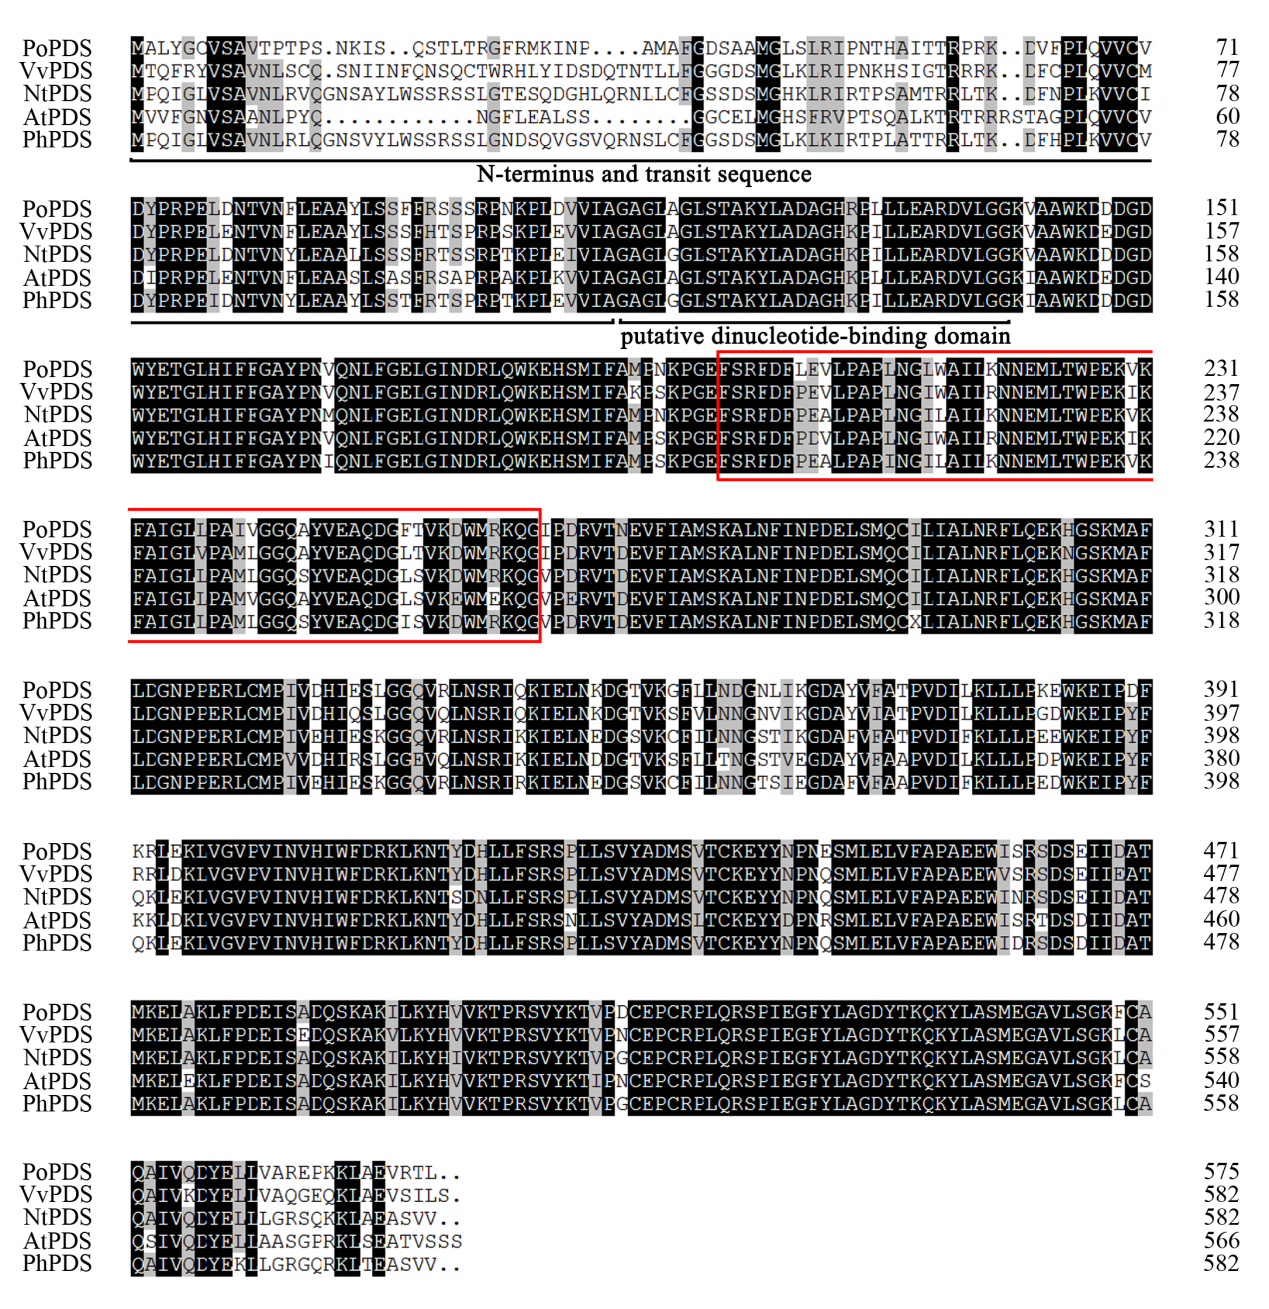 PoPDS MALYGCVSAVTPTPS.NKIS..QSTLTRGFRMKINP....AMAFGDSAAMGLSLRIPNTHAITTRPRK..DVFPLQVVCV 71
VvPDS MTQFRYVSAVNLSCQ.SNIINFQNSQCTWRHLYIDSDQTNTLLFGGGDSMGLKLRIPNKHSIGTRRRK..DFCPLQVVCM 77
NtPDS MPQIGLVSAVNLRVQGNSAYLWSSRSSLGTESQDGHLQRNLLCFGSSDSMGHKLRIRTPSAMTRRLTK..DFNPLKVVCI 78
AtPDS MVVFGNVSAANLPYQ............NGFLEALSS........GGCELMGHSFRVPTSQALKTRTRRRSTAGPLQVVCV 60
PhPDS MPQIGLVSAVNLRLQGNSVYLWSSRSSLGNDSQVGSVQRNSLCFGGSDSMGLKLKIRTPLATTRRLTK..DFHPLKVVCV 78
N-terminus and transit sequence
PoPDS DYPRPELDNTVNFLEAAYLSSFFRSSSRPNKPLDVVIAGAGLAGLSTAKYLADAGHRPLLLEARDVLGGKVAAWKDDDGD 151
VvPDS DYPRPELENTVNFLEAAYLSSSFHTSPRPSKPLEVVIAGAGLAGLSTAKYLADAGHKPILLEARDVLGGKVAAWKDEDGD 157
NtPDS DYPRPELDNTVNYLEAALLSSSFRTSSRPTKPLEIVIAGAGLGGLSTAKYLADAGHKPILLEARDVLGGKVAAWKDDDGD 158
AtPDS DIPRPELENTVNFLEAASLSASFRSAPRPAKPLKVVIAGAGLAGLSTAKYLADAGHKPLLLEARDVLGGKIAAWKDEDGD 140
PhPDS DYPRPEIDNTVNYLEAAYLSSTFRTSPRPTKPLEVVIAGAGLGGLSTAKYLADAGHKPILLEARDVLGGKIAAWKDDDGD 158
putative dinucleotide-binding domain
PoPDS WYETGLHIFFGAYPNVQNLFGELGINDRLQWKEHSMIFAMPNKPGEFSRFDFLEVLPAPLNGLWAILKNNEMLTWPEKVK 231
VvPDS WYETGLHIFFGAYPNVQNLFGELGINDRLQWKEHSMIFAKPSKPGEFSRFDFPEVLPAPLNGIWAILRNNEMLTWPEKIK 237
NtPDS WYETGLHIFFGAYPNMQNLFGELGINDRLQWKEHSMIFAMPNKPGEFSRFDFPEALPAPLNGILAILKNNEMLTWPEKVK 238
AtPDS WYETGLHIFFGAYPNVQNLFGELGINDRLQWKEHSMIFAMPSKPGEFSRFDFPDVLPAPLNGIWAILRNNEMLTWPEKIK 220
PhPDS WYETGLHIFFGAYPNIQNLFGELGINDRLQWKEHSMIFAMPSKPGEFSRFDFPEALPAPINGILAILKNNEMLTWPEKVK 238
PoPDS FAIGLLPAIVGGQAYVEAQDGFTVKDWMRKQGIPDRVTNEVFIAMSKALNFINPDELSMQCILIALNRFLQEKHGSKMAF 311
VvPDS FAIGLVPAMLGGQAYVEAQDGLTVKDWMRKQGIPDRVTDEVFIAMSKALNFINPDELSMQCILIALNRFLQEKNGSKMAF 317
NtPDS FAIGLLPAMLGGQSYVEAQDGLSVKDWMRKQGVPDRVTDEVFIAMSKALNFINPDELSMQCILIALNRFLQEKHGSKMAF 318
AtPDS FAIGLLPAMVGGQAYVEAQDGLSVKEWMEKQGVPERVTDEVFIAMSKALNFINPDELSMQCILIALNRFLQEKHGSKMAF 300
PhPDS FAIGLLPAMLGGQSYVEAQDGISVKDWMRKQGVPDRVTDEVFIAMSKALNFINPDELSMQCXLIALNRFLQEKHGSKMAF 318
PoPDS LDGNPPERLCMPIVDHIESLGGQVRLNSRIQKIELNKDGTVKGFLLNDGNLIKGDAYVFATPVDILKLLLPKEWKEIPDF 391
VvPDS LDGNPPERLCMPIVDHIQSLGGQVQLNSRIQKIELNKDGTVKSFVLNNGNVIKGDAYVIATPVDILKLLLPGDWKEIPYF 397
NtPDS LDGNPPERLCMPIVEHIESKGGQVRLNSRIKKIELNEDGSVKCFILNNGSTIKGDAFVFATPVDIFKLLLPEEWKEIPYF 398
AtPDS LDGNPPERLCMPVVDHIRSLGGEVQLNSRIKKIELNDDGTVKSFLLTNGSTVEGDAYVFAAPVDILKLLLPDPWKEIPYF 380
PhPDS LDGNPPERLCMPIVEHIESKGGQVRLNSRIRKIELNEDGSVKCFILNNGTSIEGDAFVFAAPVDIFKLLLPEDWKEIPYF 398
PoPDS KRLEKLVGVPVINVHIWFDRKLKNTYDHLLFSRSPLLSVYADMSVTCKEYYNPNESMLELVFAPAEEWISRSDSEIIDAT 471
VvPDS RRLDKLVGVPVINVHIWFDRKLKNTYDHLLFSRSPLLSVYADMSVTCKEYYNPNQSMLELVFAPAEEWVSRSDSEIIEAT 477
NtPDS QKLEKLVGVPVINVHIWFDRKLKNTSDNLLFSRSPLLSVYADMSVTCKEYYNPNQSMLELVFAPAEEWINRSDSEIIDAT 478
AtPDS KKLDKLVGVPVINVHIWFDRKLKNTYDHLLFSRSNLLSVYADMSLTCKEYYDPNRSMLELVFAPAEEWISRTDSDIIDAT 460
PhPDS QKLEKLVGVPVINVHIWFDRKLKNTYDHLLFSRSPLLSVYADMSVTCKEYYNPNQSMLELVFAPAEEWIDRSDSDIIDAT 478
PoPDS MKELAKLFPDEISADQSKAKILKYHVVKTPRSVYKTVPDCEPCRPLQRSPIEGFYLAGDYTKQKYLASMEGAVLSGKFCA 551
VvPDS MKELAKLFPDEISEDQSKAKVLKYHVVKTPRSVYKTVPNCEPCRPLQRSPIEGFYLAGDYTKQKYLASMEGAVLSGKLCA 557
NtPDS MKELAKLFPDEISADQSKAKILKYHIVKTPRSVYKTVPGCEPCRPLQRSPIEGFYLAGDYTKQKYLASMEGAVLSGKLCA 558
AtPDS MKELEKLFPDEISADQSKAKILKYHVVKTPRSVYKTIPNCEPCRPLQRSPIEGFYLAGDYTKQKYLASMEGAVLSGKFCS 540
PhPDS MKELAKLFPDEISADQSKAKILKYHVVKTPRSVYKTVPGCEPCRPLQRSPIEGFYLAGDYTKQKYLASMEGAVLSGKLCA 558
PoPDS QAIVQDYELLVAREPKKLAEVRTL.. 575
VvPDS QAIVKDYELLVAQGEQKLAEVSILS. 582
NtPDS QAIVQDYELLLGRSQKKLAEASVV.. 582
AtPDS QSIVQDYELLAASGPRKLSEATVSSS 566
PhPDS QAIVQDYEKLLGRGQRKLTEASVV.. 582